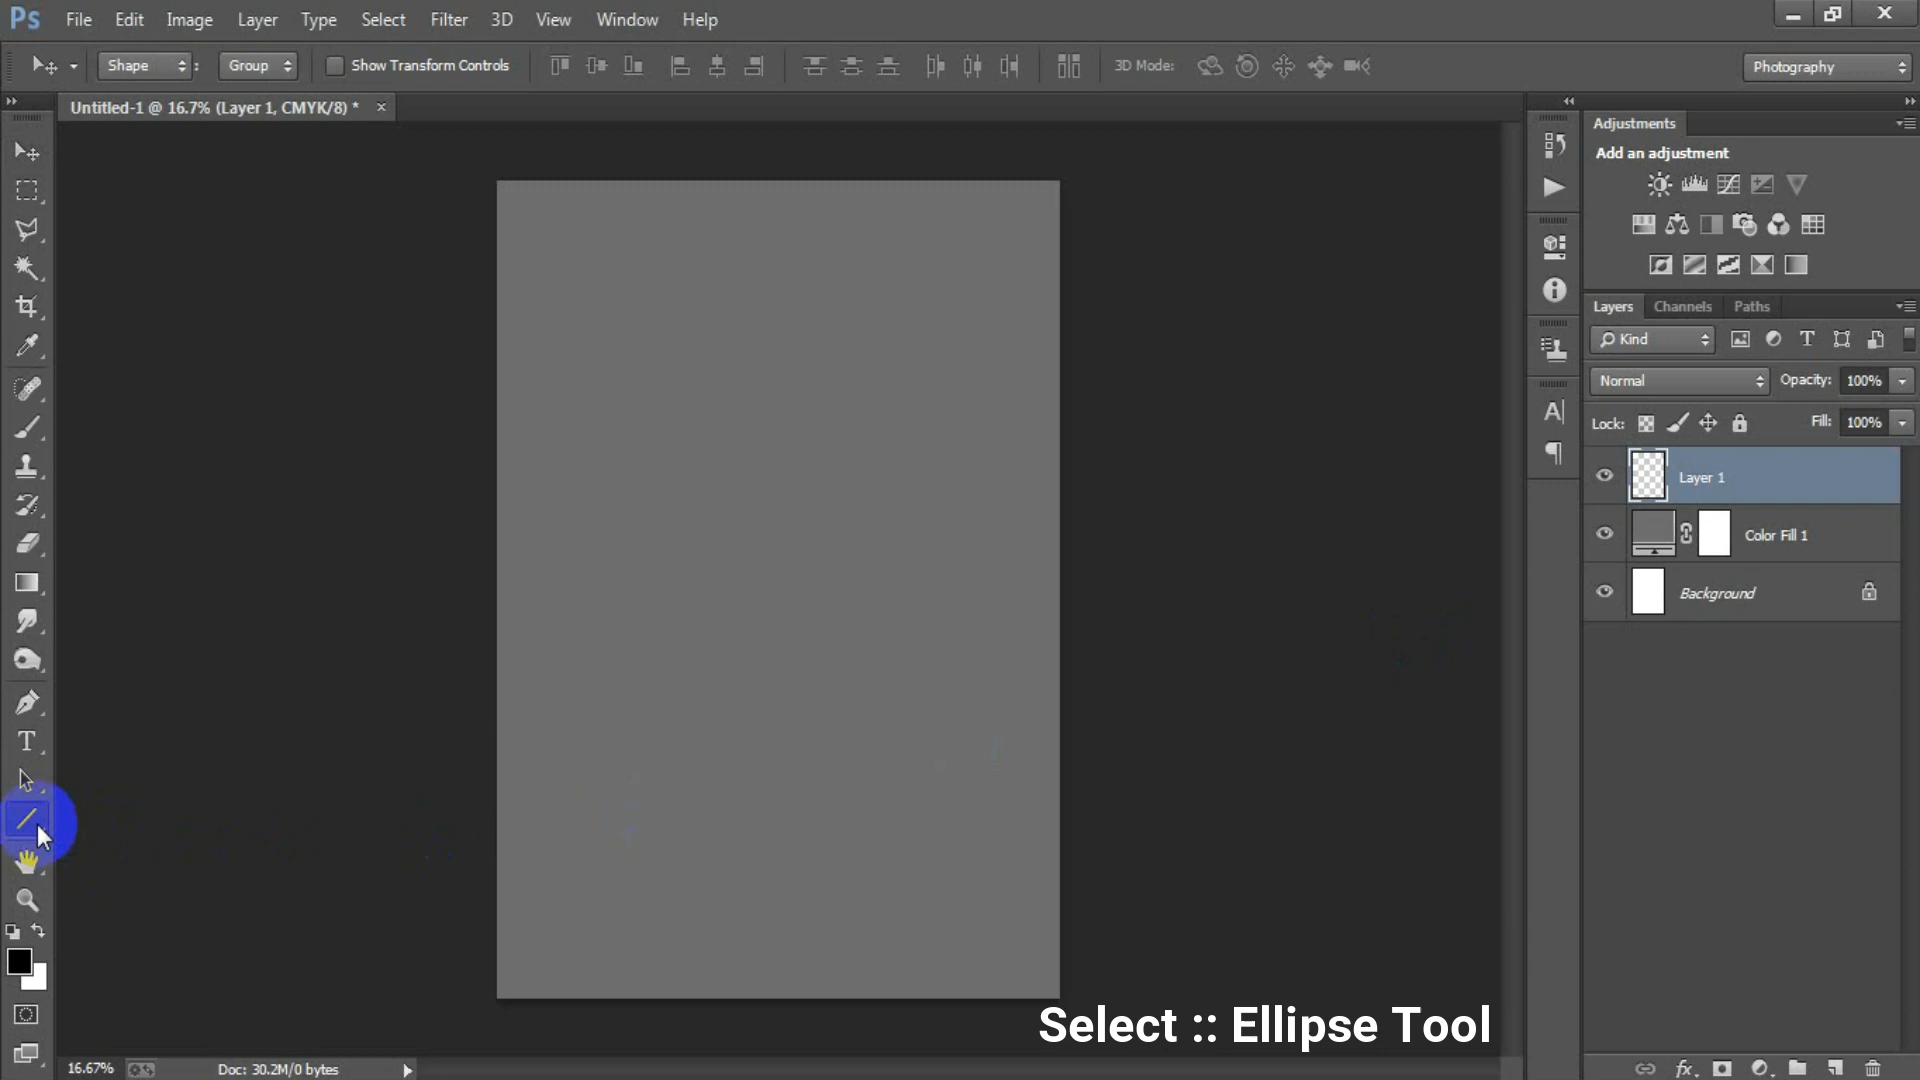 Ps File Edit Image Layer Type Select Filter 3D View Window Help
Shape : Group Show Transform Controls 3D Mode: Photography
Untitled-1 @ 16.7% (Layer 1, CMYK/8) * ×
Adjustments
Add an adjustment
Layers Channels Paths
Kind
Normal Opacity: 100%
Lock: Fill: 100%
Layer 1
Color Fill 1
Background
Select :: Ellipse Tool
16.67% Doc: 30.2M/0 bytes